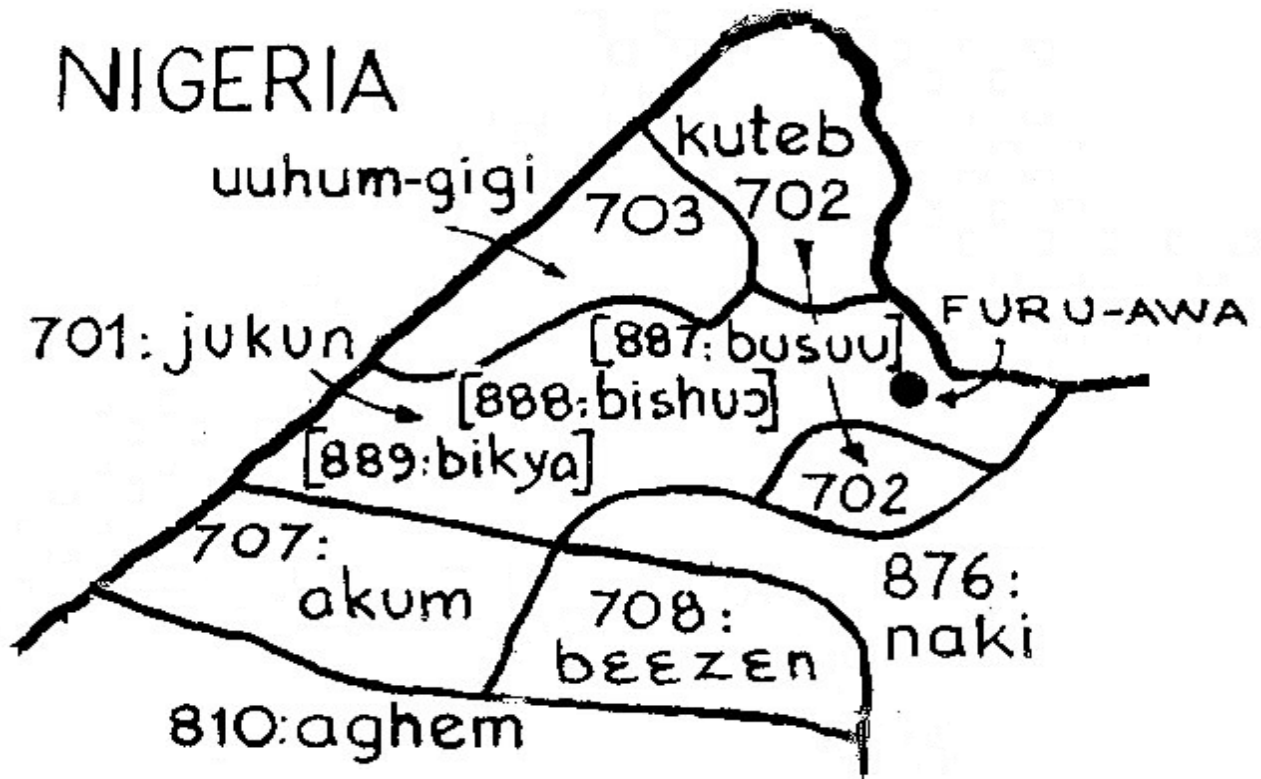 NIGERIA
kuteb
702
uuhum-gigi
703
701: jukun
[887: busuu]
FURU-AWA
[888: bishuɔ]
[889: bikya]
702
707:
akum
708:
bɛɛzɛn
876:
naki
810: aghem